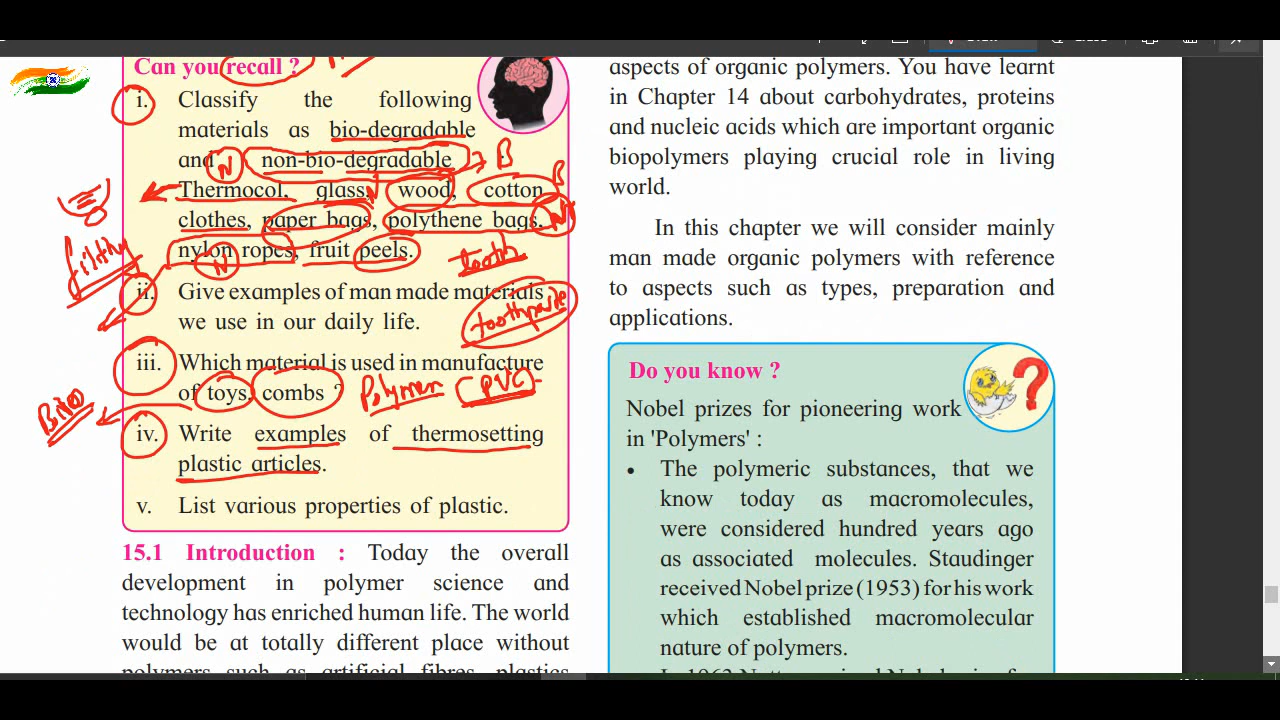 Can you recall ?
i. Classify the following
materials as bio-degradable
and N non-bio-degradable → B
Thermocol, glass, N wood, cotton B
clothes, paper bags, polythene bags, N
nylon ropes, fruit peels.
N
tooth
ii. Give examples of man made materials
we use in our daily life.
toothpaste
iii. Which material is used in manufacture
of toys, combs ?
Polymer (PVC)
iv. Write examples of thermosetting
plastic articles.
v. List various properties of plastic.
15.1 Introduction : Today the overall
development in polymer science and
technology has enriched human life. The world
would be at totally different place without
polymers such as artificial fibres, plastics
aspects of organic polymers. You have learnt
in Chapter 14 about carbohydrates, proteins
and nucleic acids which are important organic
biopolymers playing crucial role in living
world.
In this chapter we will consider mainly
man made organic polymers with reference
to aspects such as types, preparation and
applications.
Do you know ?
Nobel prizes for pioneering work
in 'Polymers' :
• The polymeric substances, that we
know today as macromolecules,
were considered hundred years ago
as associated molecules. Staudinger
received Nobel prize (1953) for his work
which established macromolecular
nature of polymers.